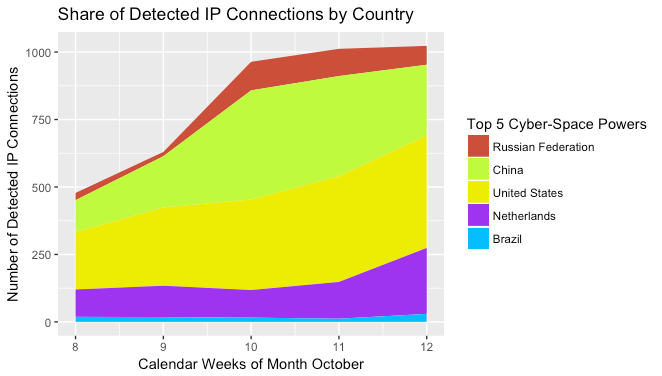 Share of Detected IP Connections by Country
Number of Detected IP Connections
1000
750
500
250
0
8 9 10 11 12
Calendar Weeks of Month October
Top 5 Cyber-Space Powers
Russian Federation
China
United States
Netherlands
Brazil